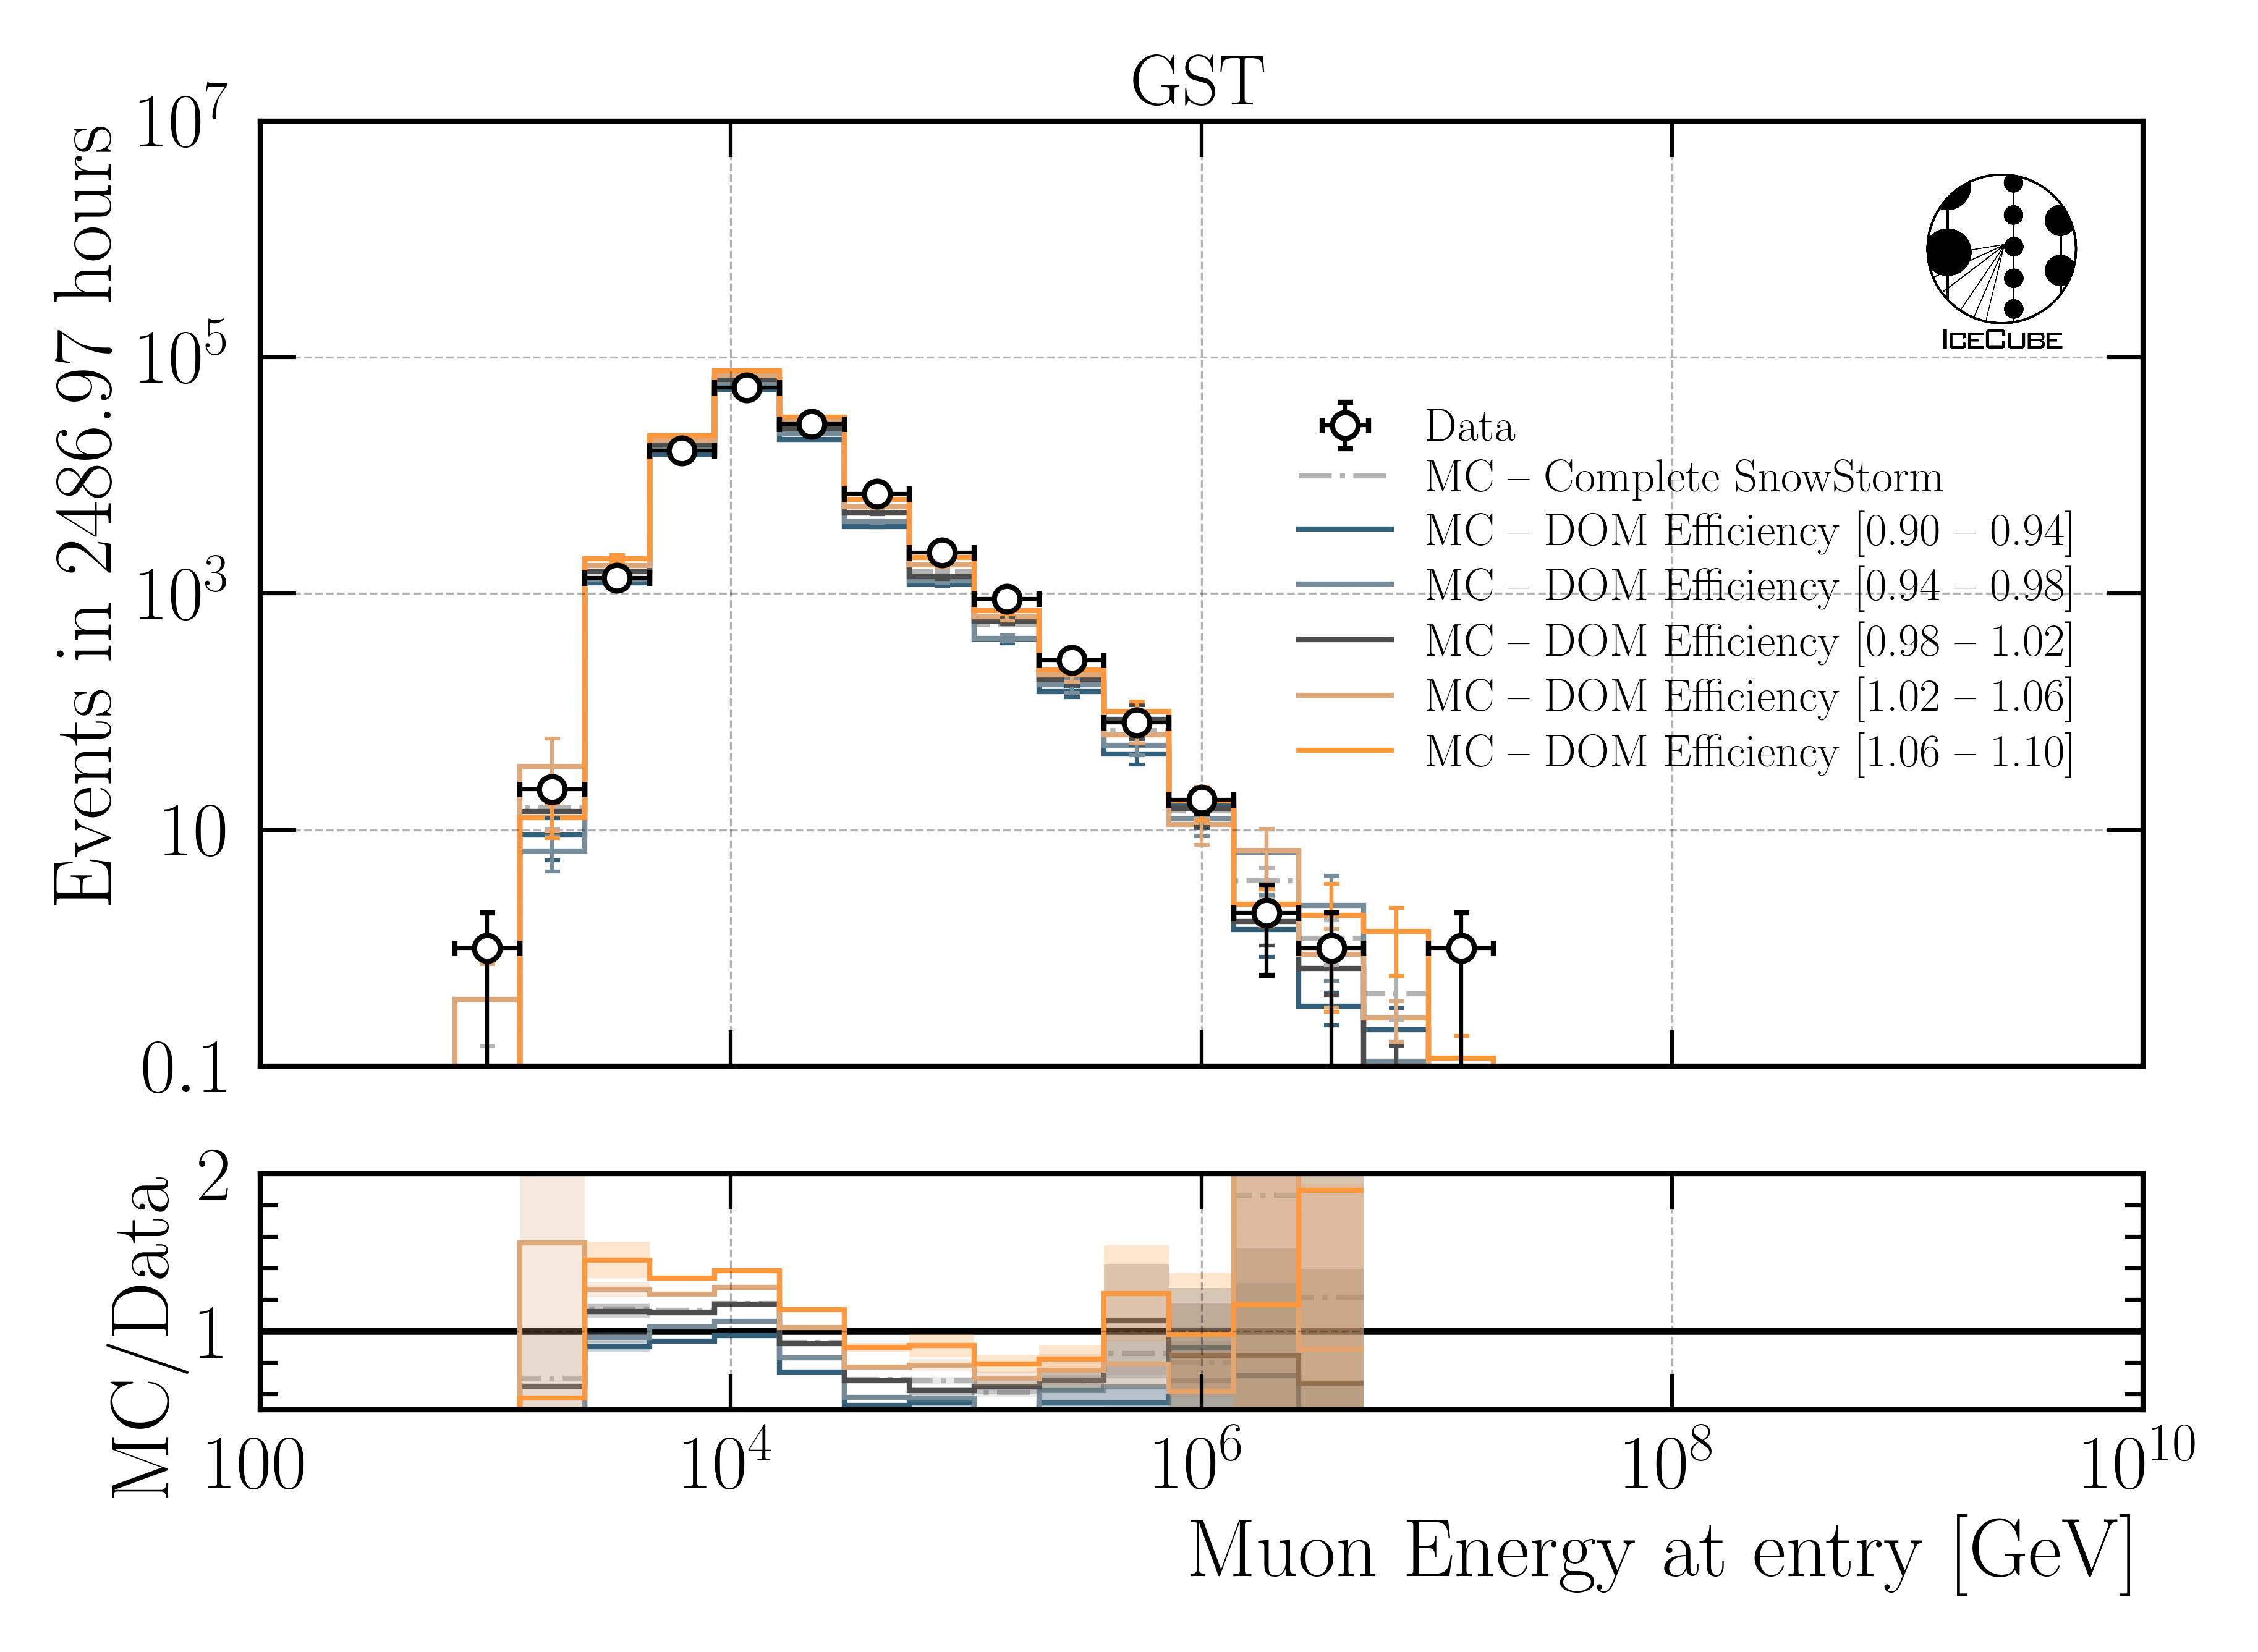 GST
10^7
10^5
10^3
10
0.1
Events in 2486.97 hours
ICECUBE
Data
MC – Complete SnowStorm
MC – DOM Efficiency [0.90 – 0.94]
MC – DOM Efficiency [0.94 – 0.98]
MC – DOM Efficiency [0.98 – 1.02]
MC – DOM Efficiency [1.02 – 1.06]
MC – DOM Efficiency [1.06 – 1.10]
2
1
MC/Data
100 10^4 10^6 10^8 10^10
Muon Energy at entry [GeV]